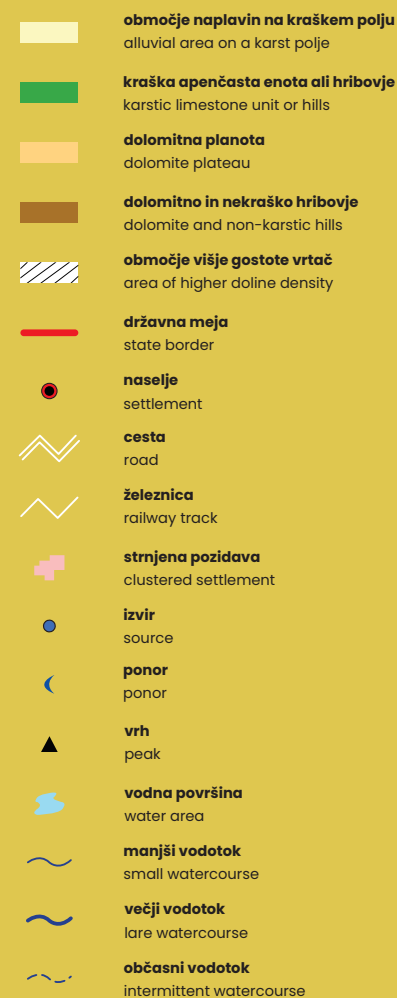 območje naplavin na kraškem polju
alluvial area on a karst polje
kraška apenčasta enota ali hribovje
karstic limestone unit or hills
dolomitna planota
dolomite plateau
dolomitno in nekraško hribovje
dolomite and non-karstic hills
območje višje gostote vrtač
area of higher doline density
državna meja
state border
naselje
settlement
cesta
road
železnica
railway track
strnjena pozidava
clustered settlement
izvir
source
ponor
ponor
vrh
peak
vodna površina
water area
manjši vodotok
small watercourse
večji vodotok
lare watercourse
občasni vodotok
intermittent watercourse